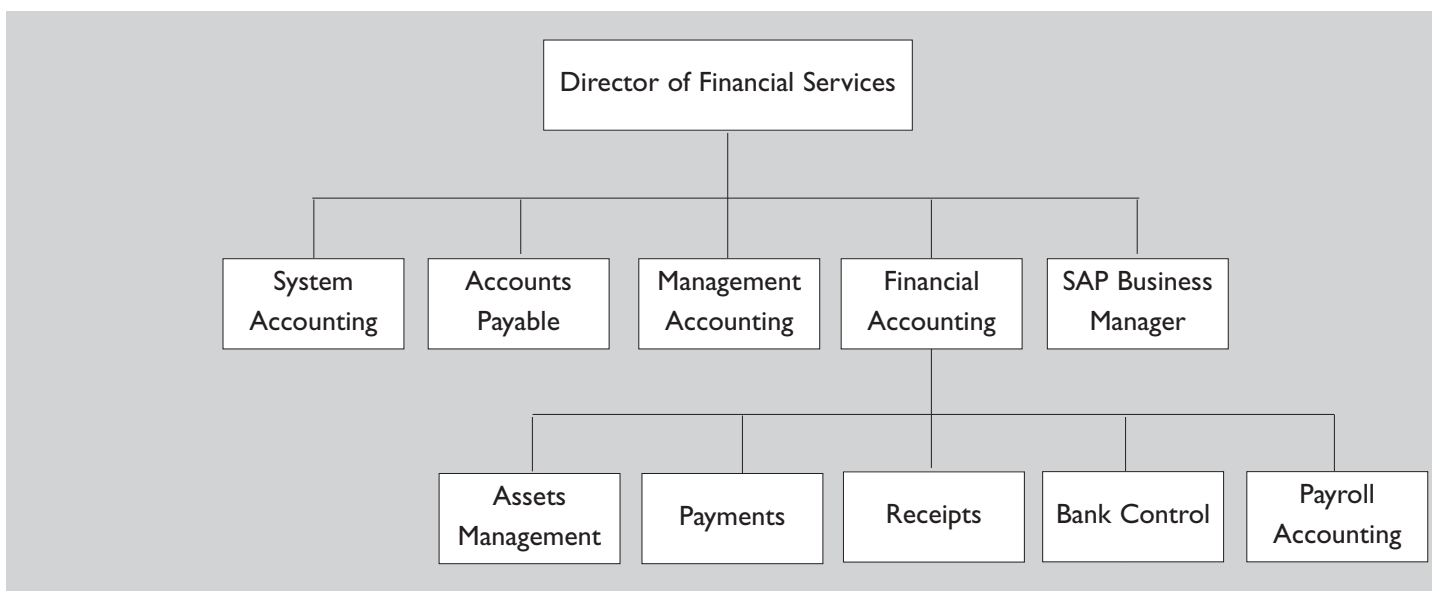 Director of Financial Services
System
Accounting
Accounts
Payable
Management
Accounting
Financial
Accounting
SAP Business
Manager
Assets
Management
Payments
Receipts
Bank Control
Payroll
Accounting